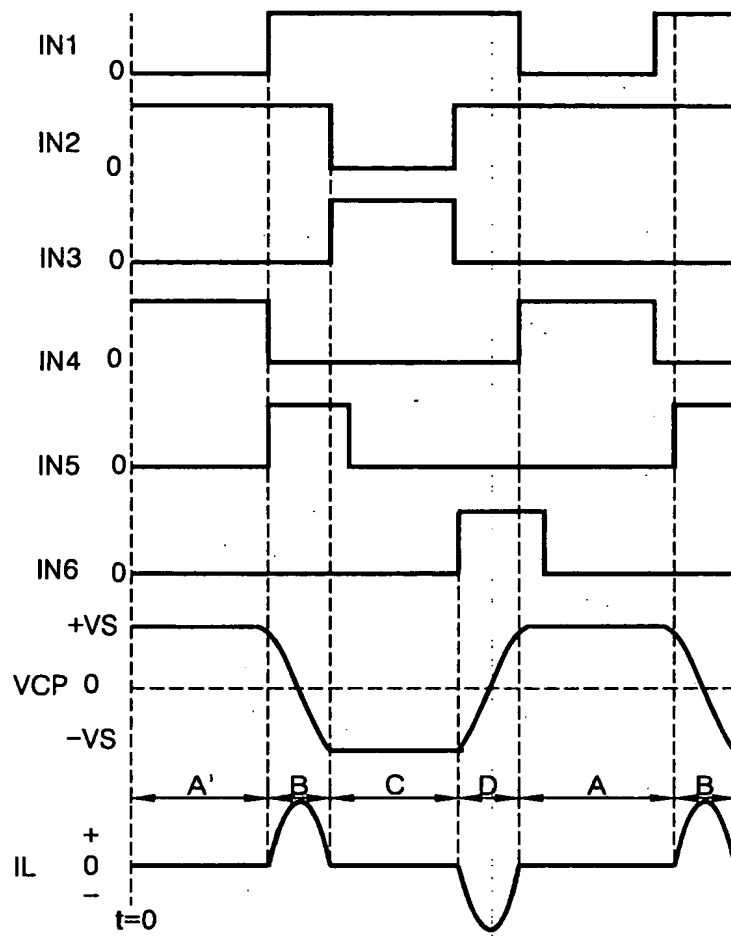 IN1
0
IN2
0
IN3 0
IN4 0
IN5 0
IN6 0
+VS
VCP 0
−VS
A' B C D A B
+
IL 0
−
t=0